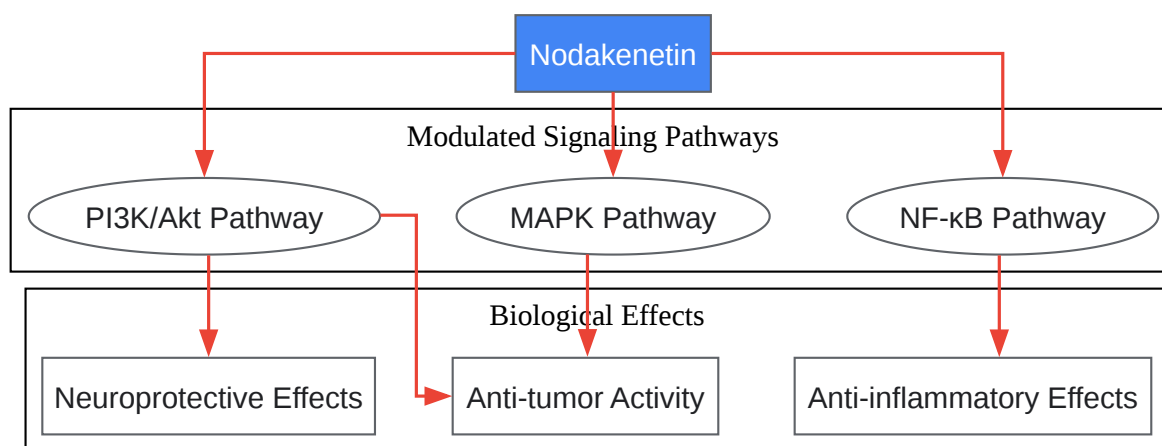 Nodakenetin
Modulated Signaling Pathways
PI3K/Akt Pathway
MAPK Pathway
NF-κB Pathway
Biological Effects
Neuroprotective Effects
Anti-tumor Activity
Anti-inflammatory Effects